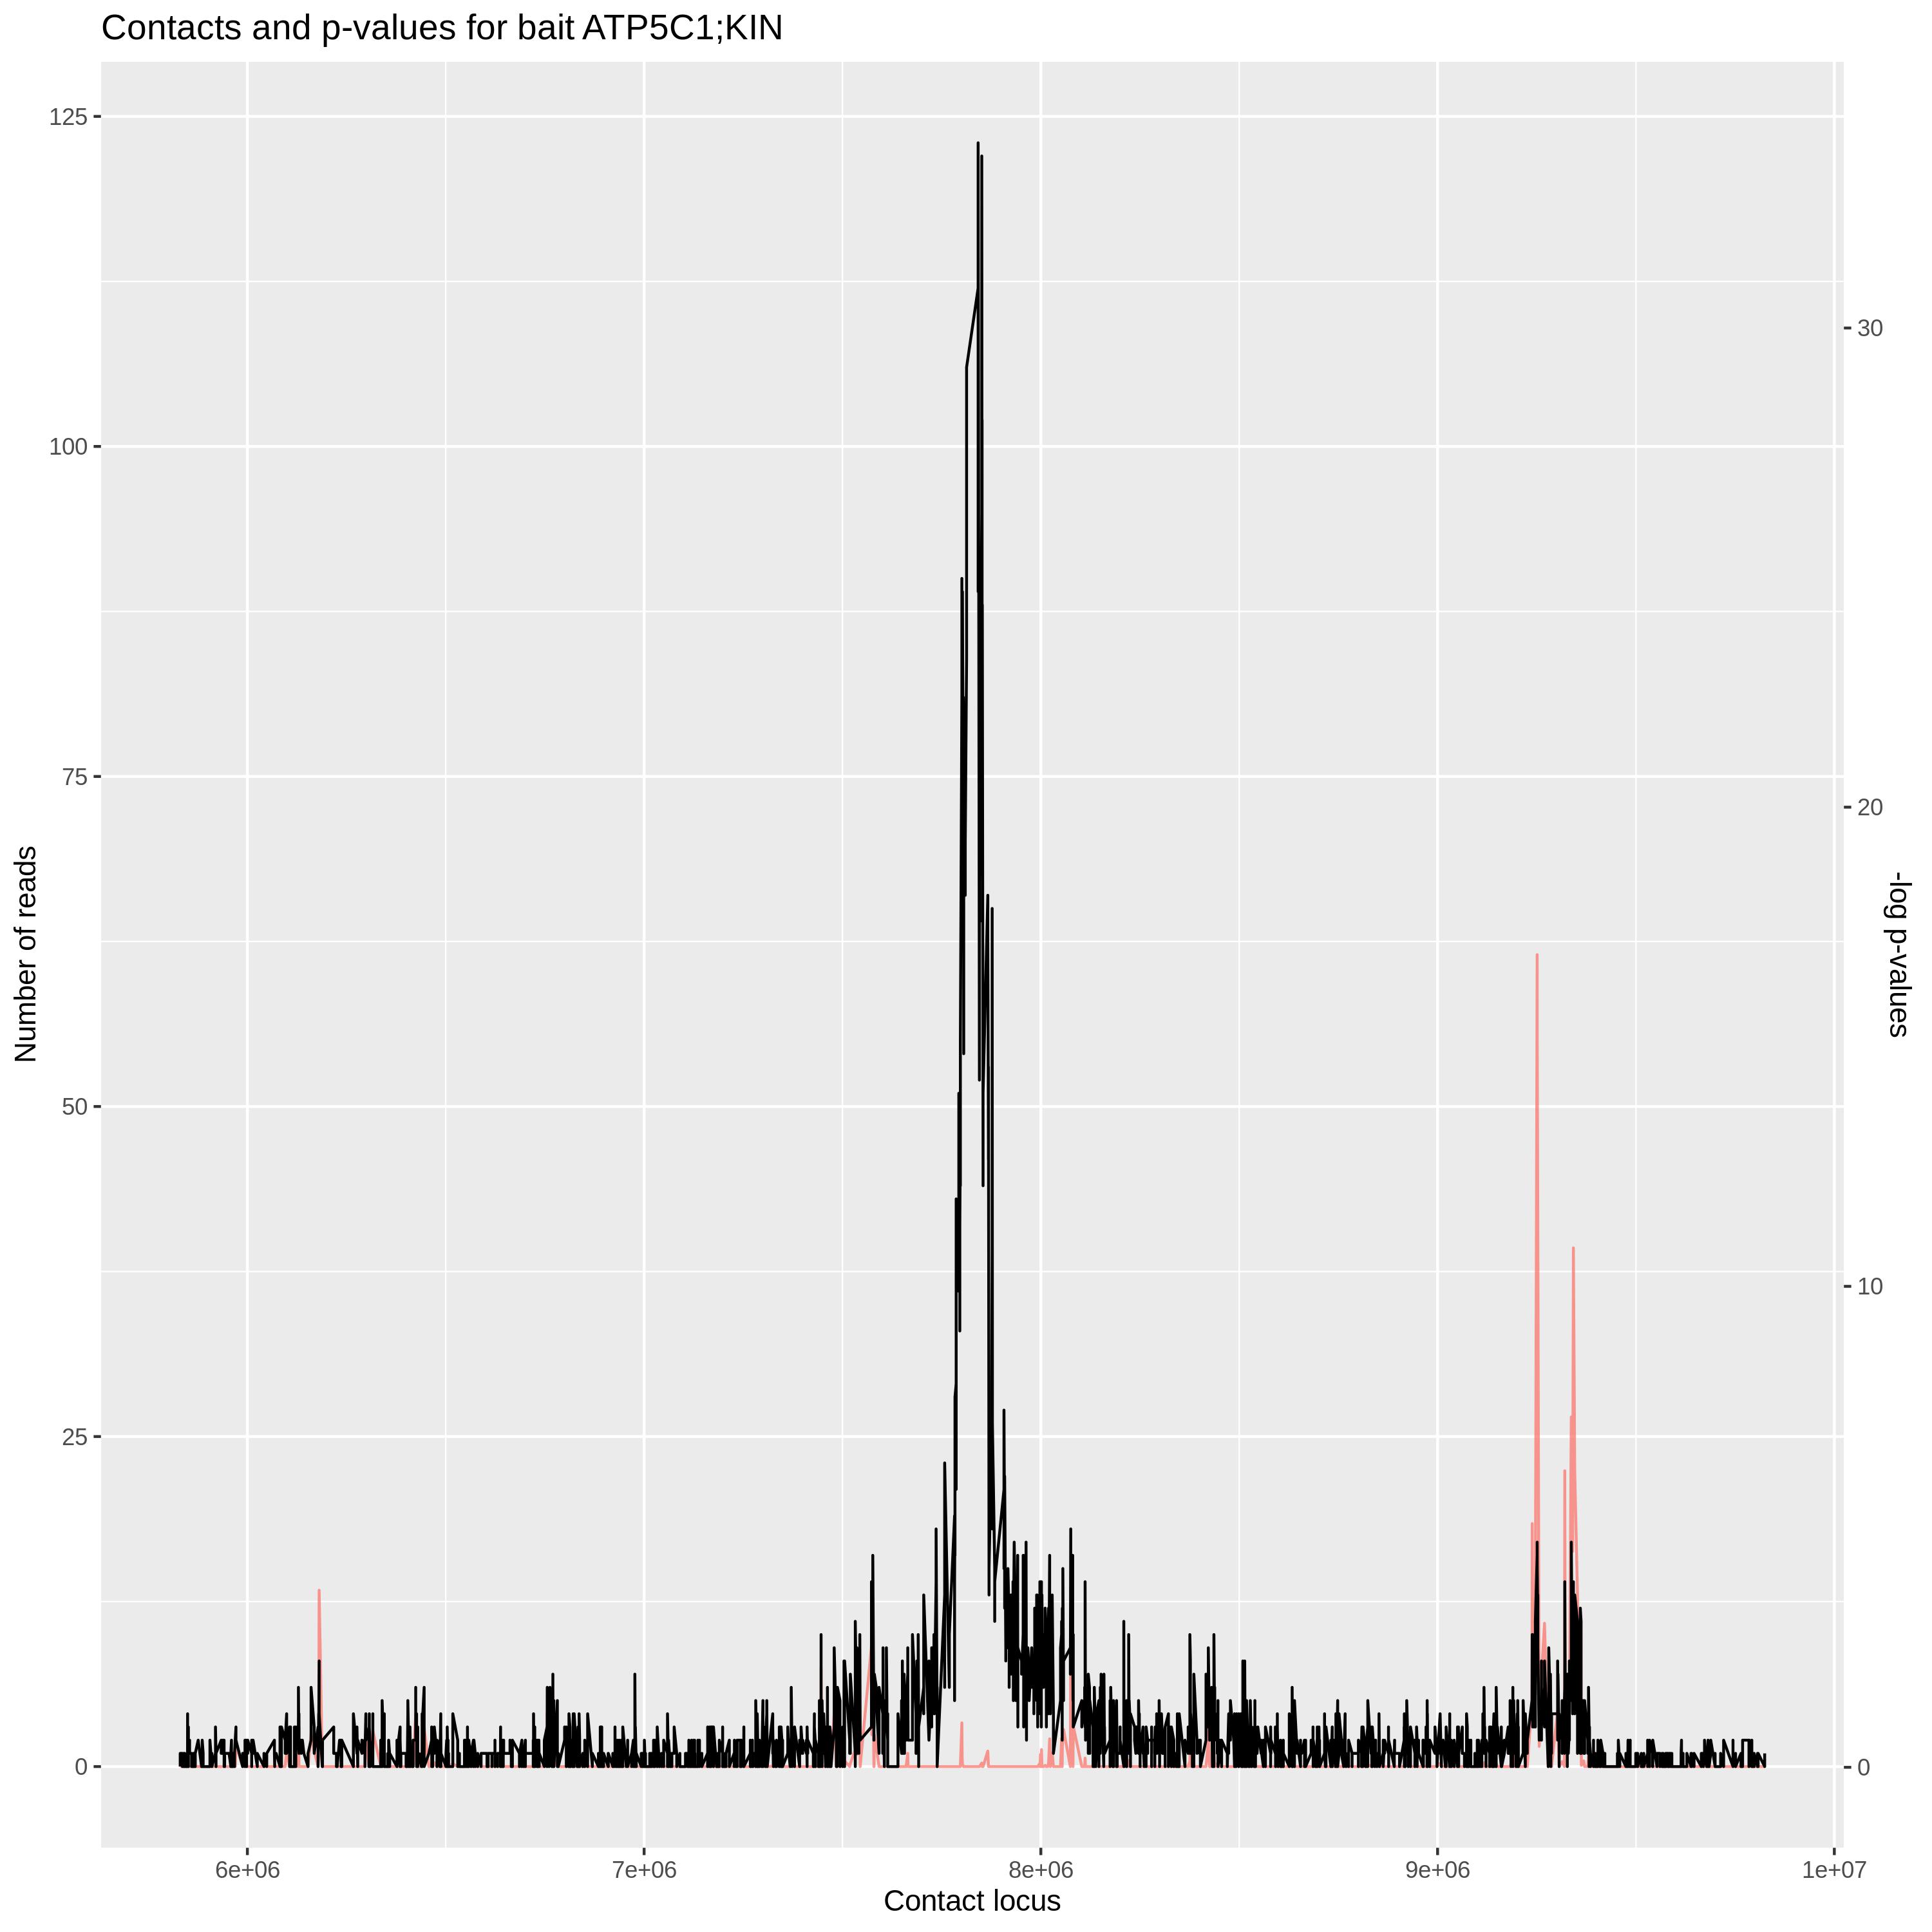 Contacts and p-values for bait ATP5C1;KIN
125
100
75
50
25
0
Number of reads
30
20
10
0
-log p-values
6e+06
7e+06
8e+06
9e+06
1e+07
Contact locus